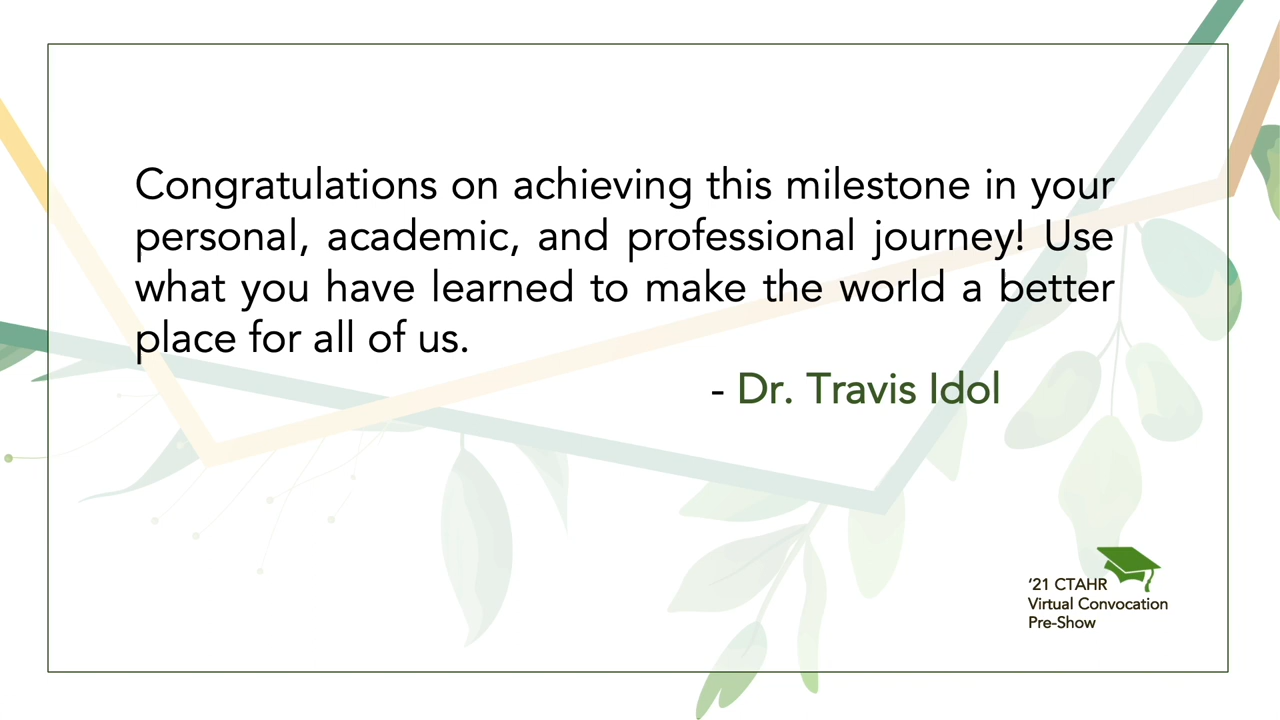 Congratulations on achieving this milestone in your
personal, academic, and professional journey! Use
what you have learned to make the world a better
place for all of us.
- Dr. Travis Idol
‘21 CTAHR
Virtual Convocation
Pre-Show